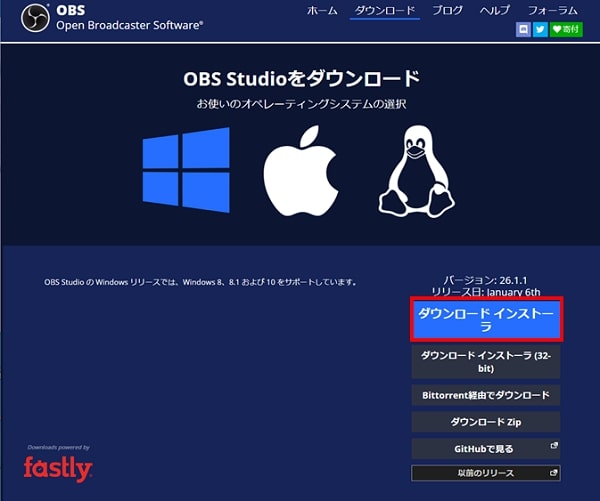 OBS
Open Broadcaster Software®
ホーム ダウンロード ブログ ヘルプ フォーラム
寄付
OBS Studioをダウンロード
お使いのオペレーティングシステムの選択
OBS Studio の Windows リリースでは、Windows 8、8.1 および 10 をサポートしています。
バージョン: 26.1.1
リリース日: January 6th
ダウンロード インストー
ラ
ダウンロード インストーラ (32-
bit)
Bittorrent経由でダウンロード
ダウンロード Zip
GitHubで見る
以前のリリース
Downloads powered by
fastly